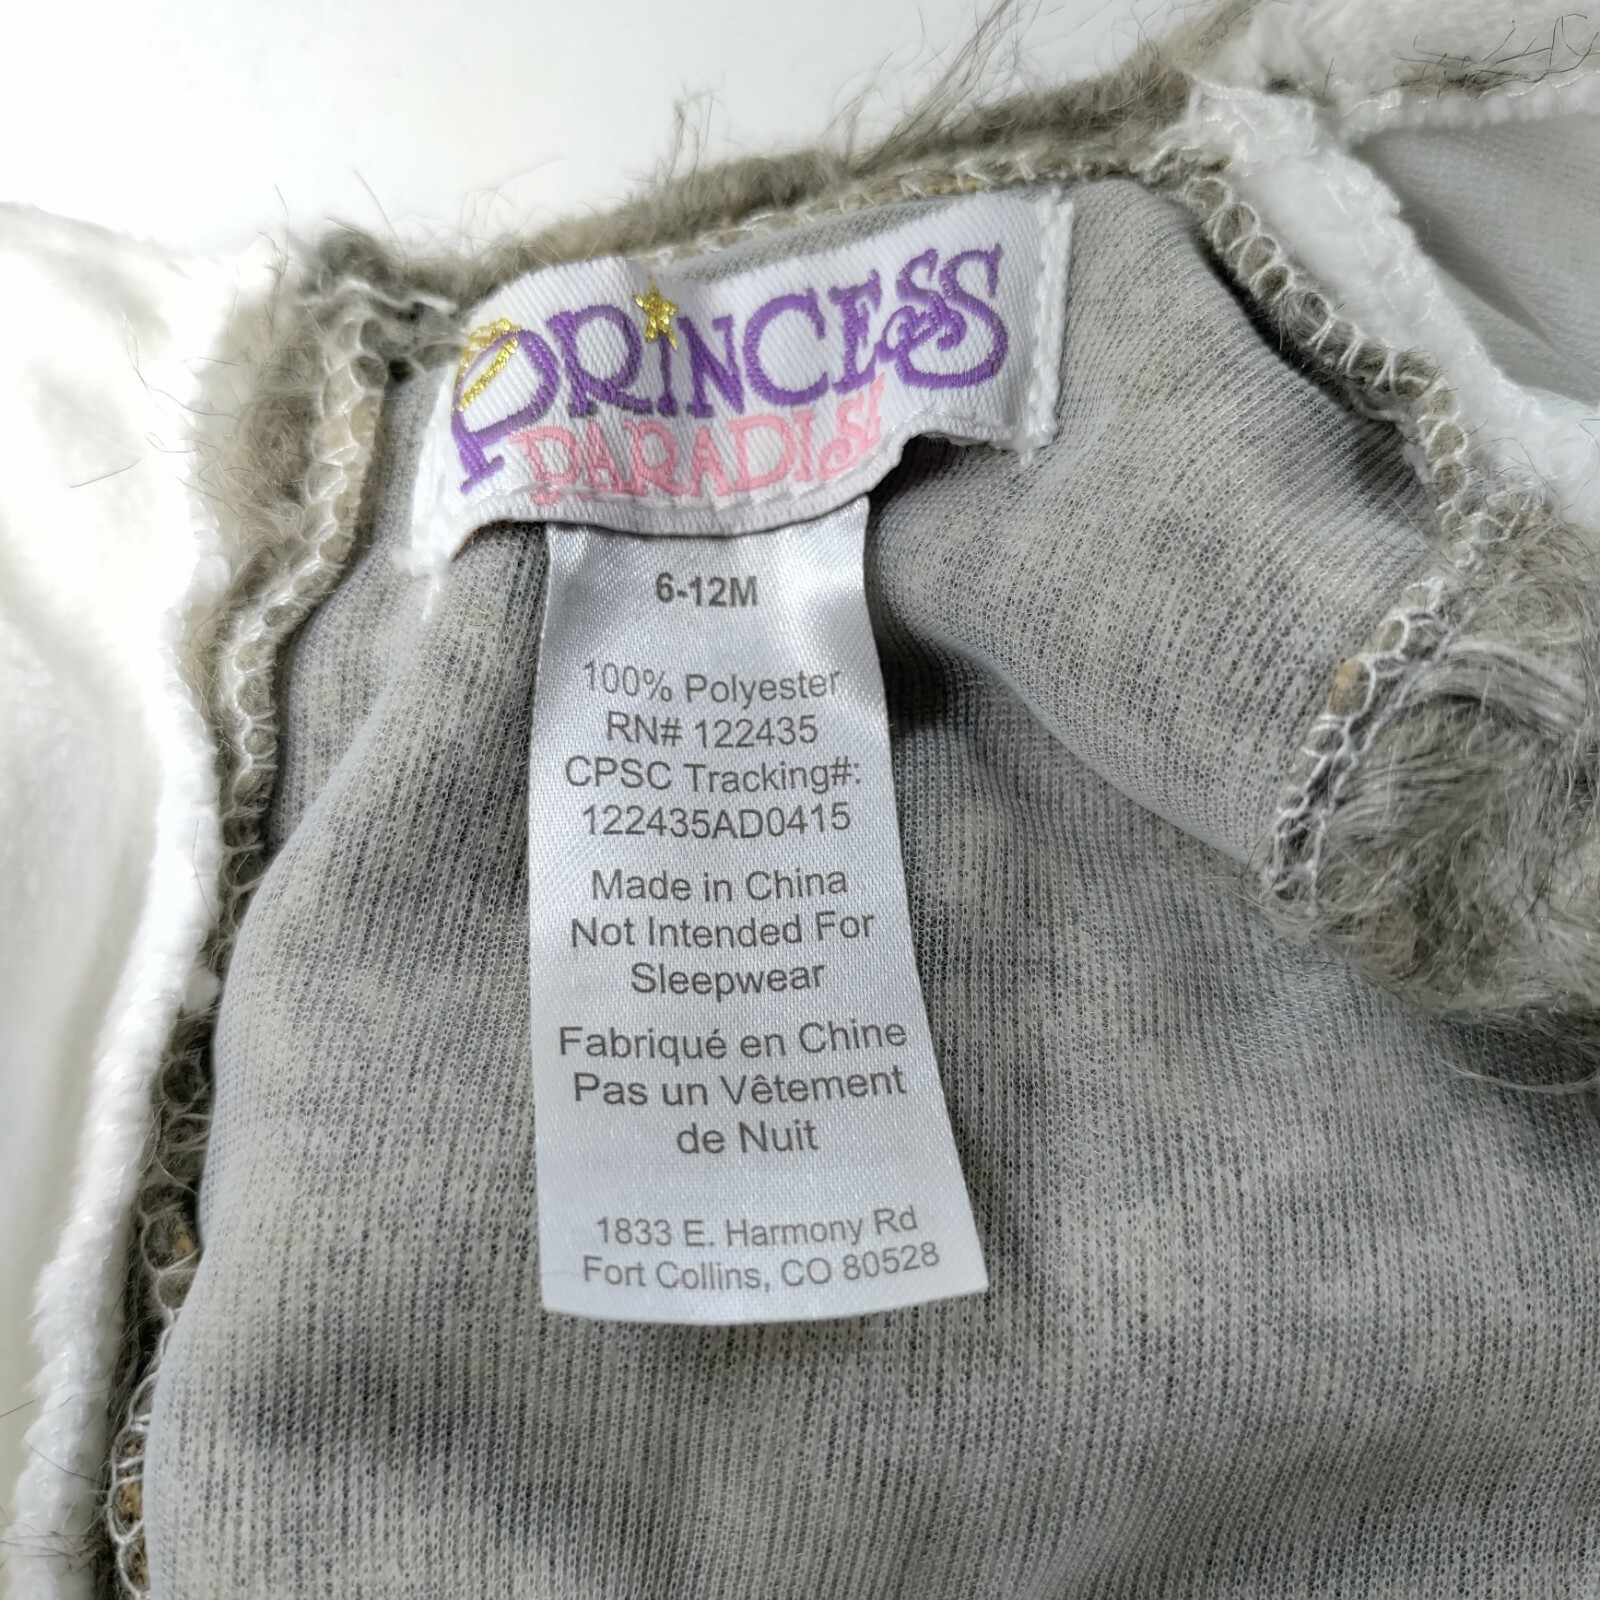 PRINCESS
PARADISE
6-12M
100% Polyester
RN# 122435
CPSC Tracking#:
122435AD0415
Made in China
Not Intended For
Sleepwear
Fabriqué en Chine
Pas un Vêtement
de Nuit
1833 E. Harmony Rd
Fort Collins, CO 80528